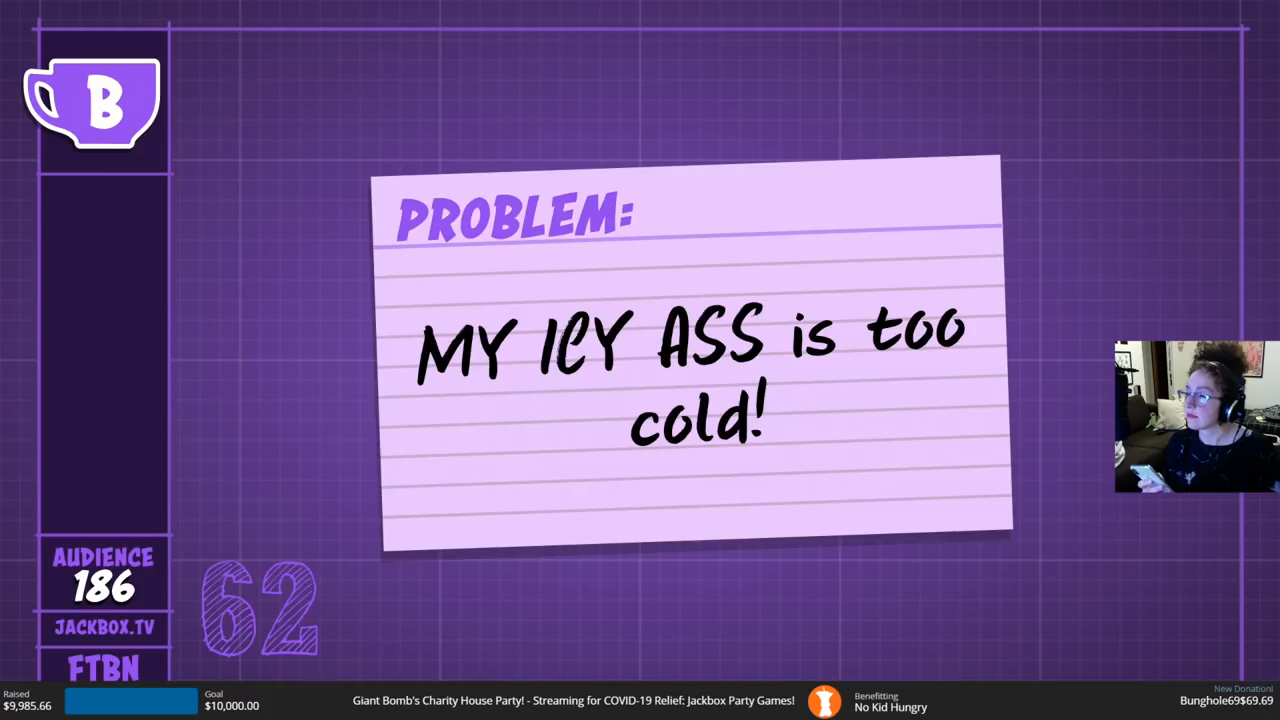 B
PROBLEM:
MY ICY ASS is too
cold!
AUDIENCE
186
JACKBOX.TV
FTBN
62
Raised
$9,985.66
Goal
$10,000.00
Giant Bomb's Charity House Party! - Streaming for COVID-19 Relief: Jackbox Party Games!
Benefitting
No Kid Hungry
New Donation!
Bunghole69$69.69